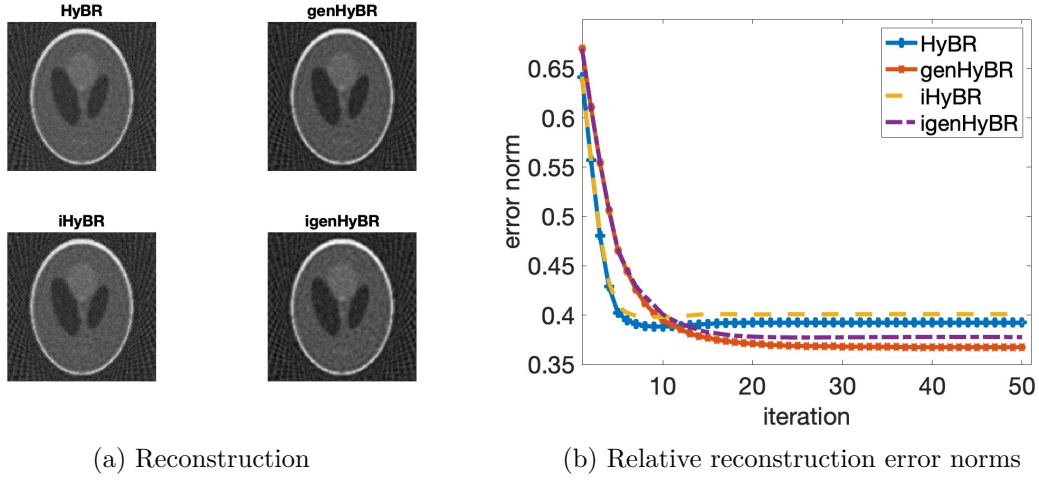 HyBR
genHyBR
iHyBR
igenHyBR
(a) Reconstruction
error norm
0.65
0.6
0.55
0.5
0.45
0.4
0.35
10
20
30
40
50
iteration
HyBR
genHyBR
iHyBR
igenHyBR
(b) Relative reconstruction error norms